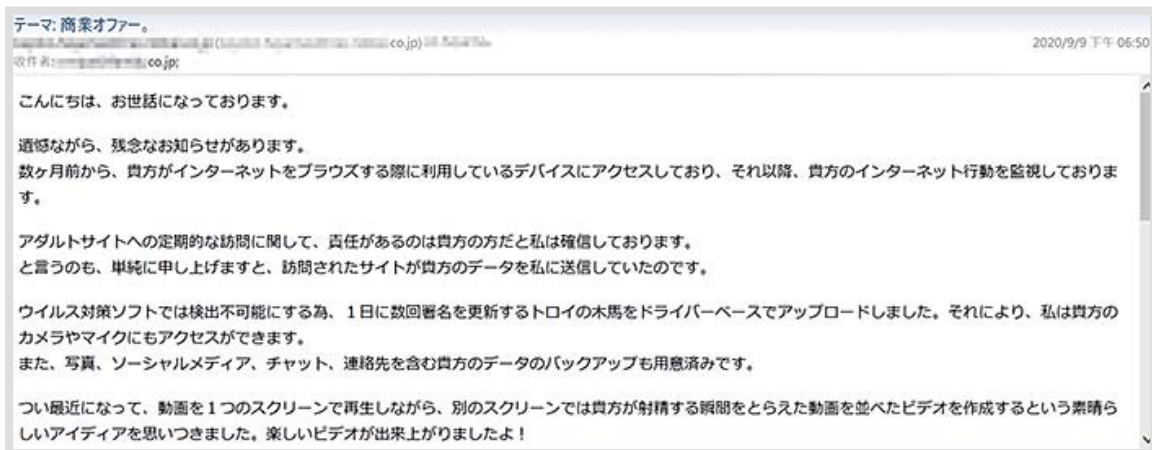 テーマ: 商業オファー。
co.jp)
2020/9/9 下午 06:50
收件者:
co.jp;
こんにちは、お世話になっております。
遺憾ながら、残念なお知らせがあります。
数ヶ月前から、貴方がインターネットをブラウズする際に利用しているデバイスにアクセスしており、それ以降、貴方のインターネット行動を監視しておりま
す。
アダルトサイトへの定期的な訪問に関して、責任があるのは貴方の方だと私は確信しております。
と言うのも、単純に申し上げますと、訪問されたサイトが貴方のデータを私に送信していたのです。
ウイルス対策ソフトでは検出不可能にする為、１日に数回署名を更新するトロイの木馬をドライバーベースでアップロードしました。それにより、私は貴方の
カメラやマイクにもアクセスができます。
また、写真、ソーシャルメディア、チャット、連絡先を含む貴方のデータのバックアップも用意済みです。
つい最近になって、動画を１つのスクリーンで再生しながら、別のスクリーンでは貴方が射精する瞬間をとらえた動画を並べたビデオを作成するという素晴ら
しいアイディアを思いつきました。楽しいビデオが出来上がりましたよ！